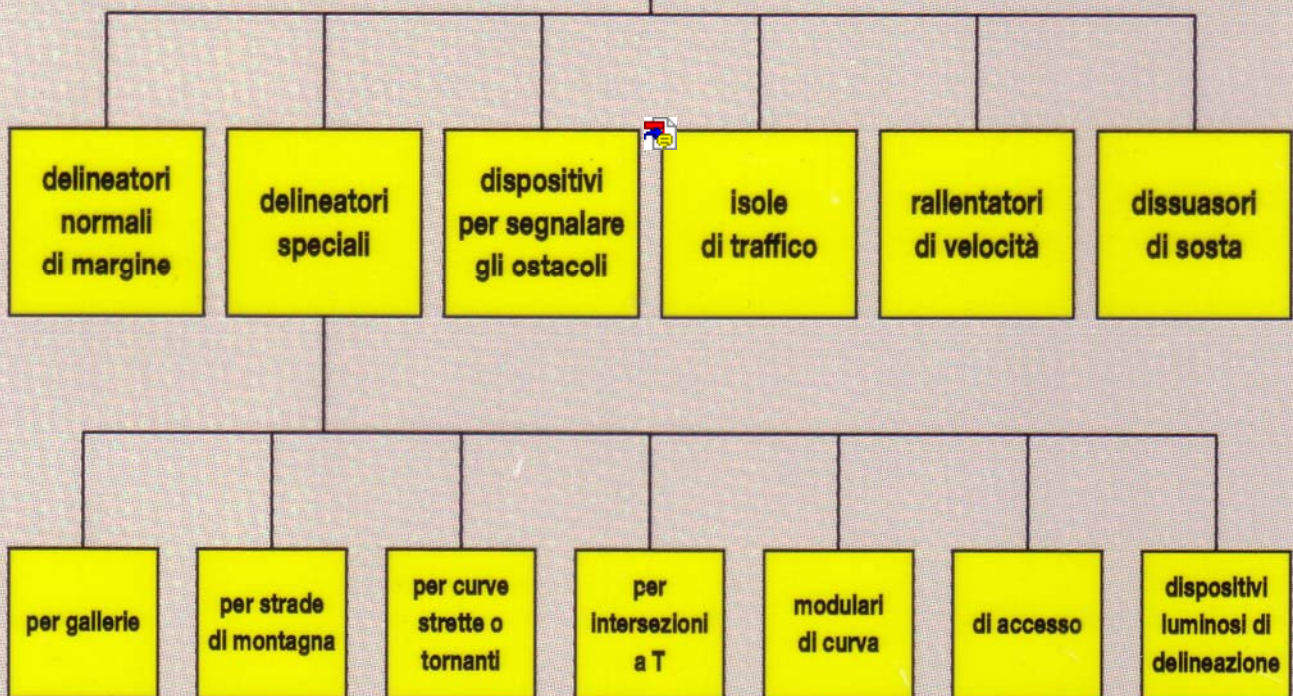 delineatori
normali
di margine
delineatori
speciali
dispositivi
per segnalare
gli ostacoli
isole
di traffico
rallentatori
di velocità
dissuasori
di sosta
per gallerie
per strade
di montagna
per curve
strette o
tornanti
per
intersezioni
a T
modulari
di curva
di accesso
dispositivi
luminosi di
delineazione